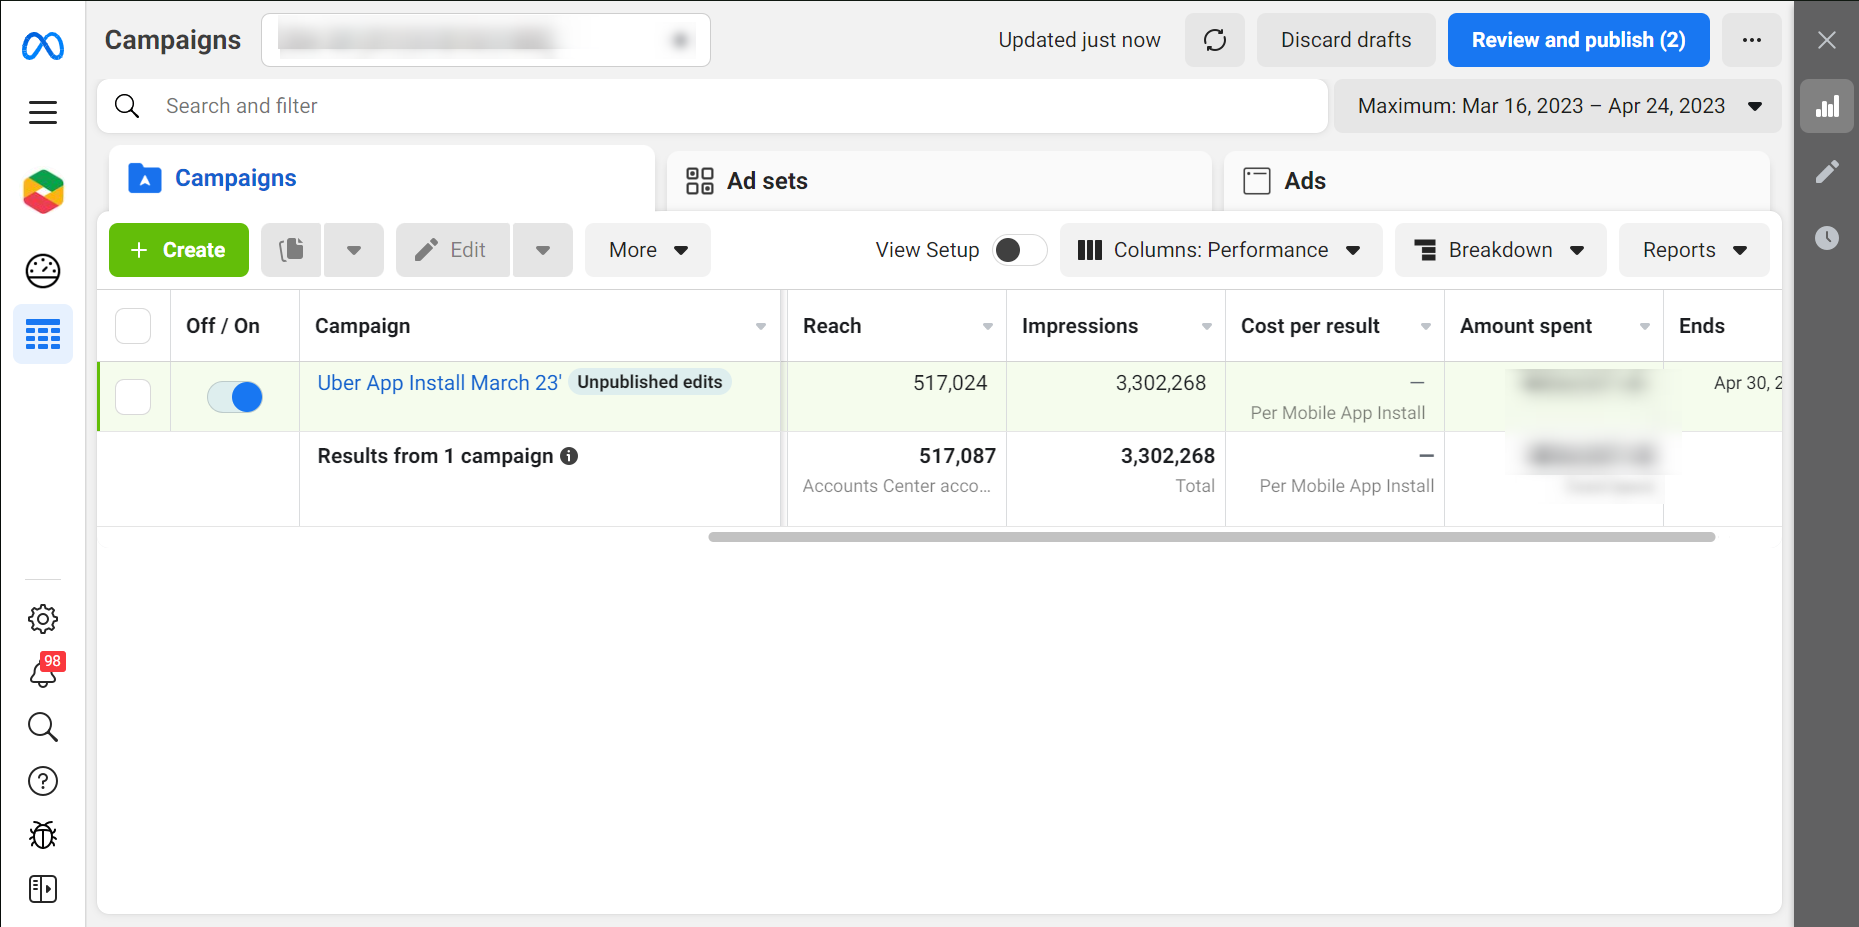 Campaigns
Updated just now
Discard drafts
Review and publish (2)
Search and filter
Maximum: Mar 16, 2023 – Apr 24, 2023
Campaigns
Ad sets
Ads
+ Create
Edit
More
View Setup
Columns: Performance
Breakdown
Reports
Off / On
Campaign
Reach
Impressions
Cost per result
Amount spent
Ends
Uber App Install March 23'
Unpublished edits
517,024
3,302,268
—
Per Mobile App Install
Apr 30, 2
Results from 1 campaign
517,087
Accounts Center acco...
3,302,268
Total
—
Per Mobile App Install
98